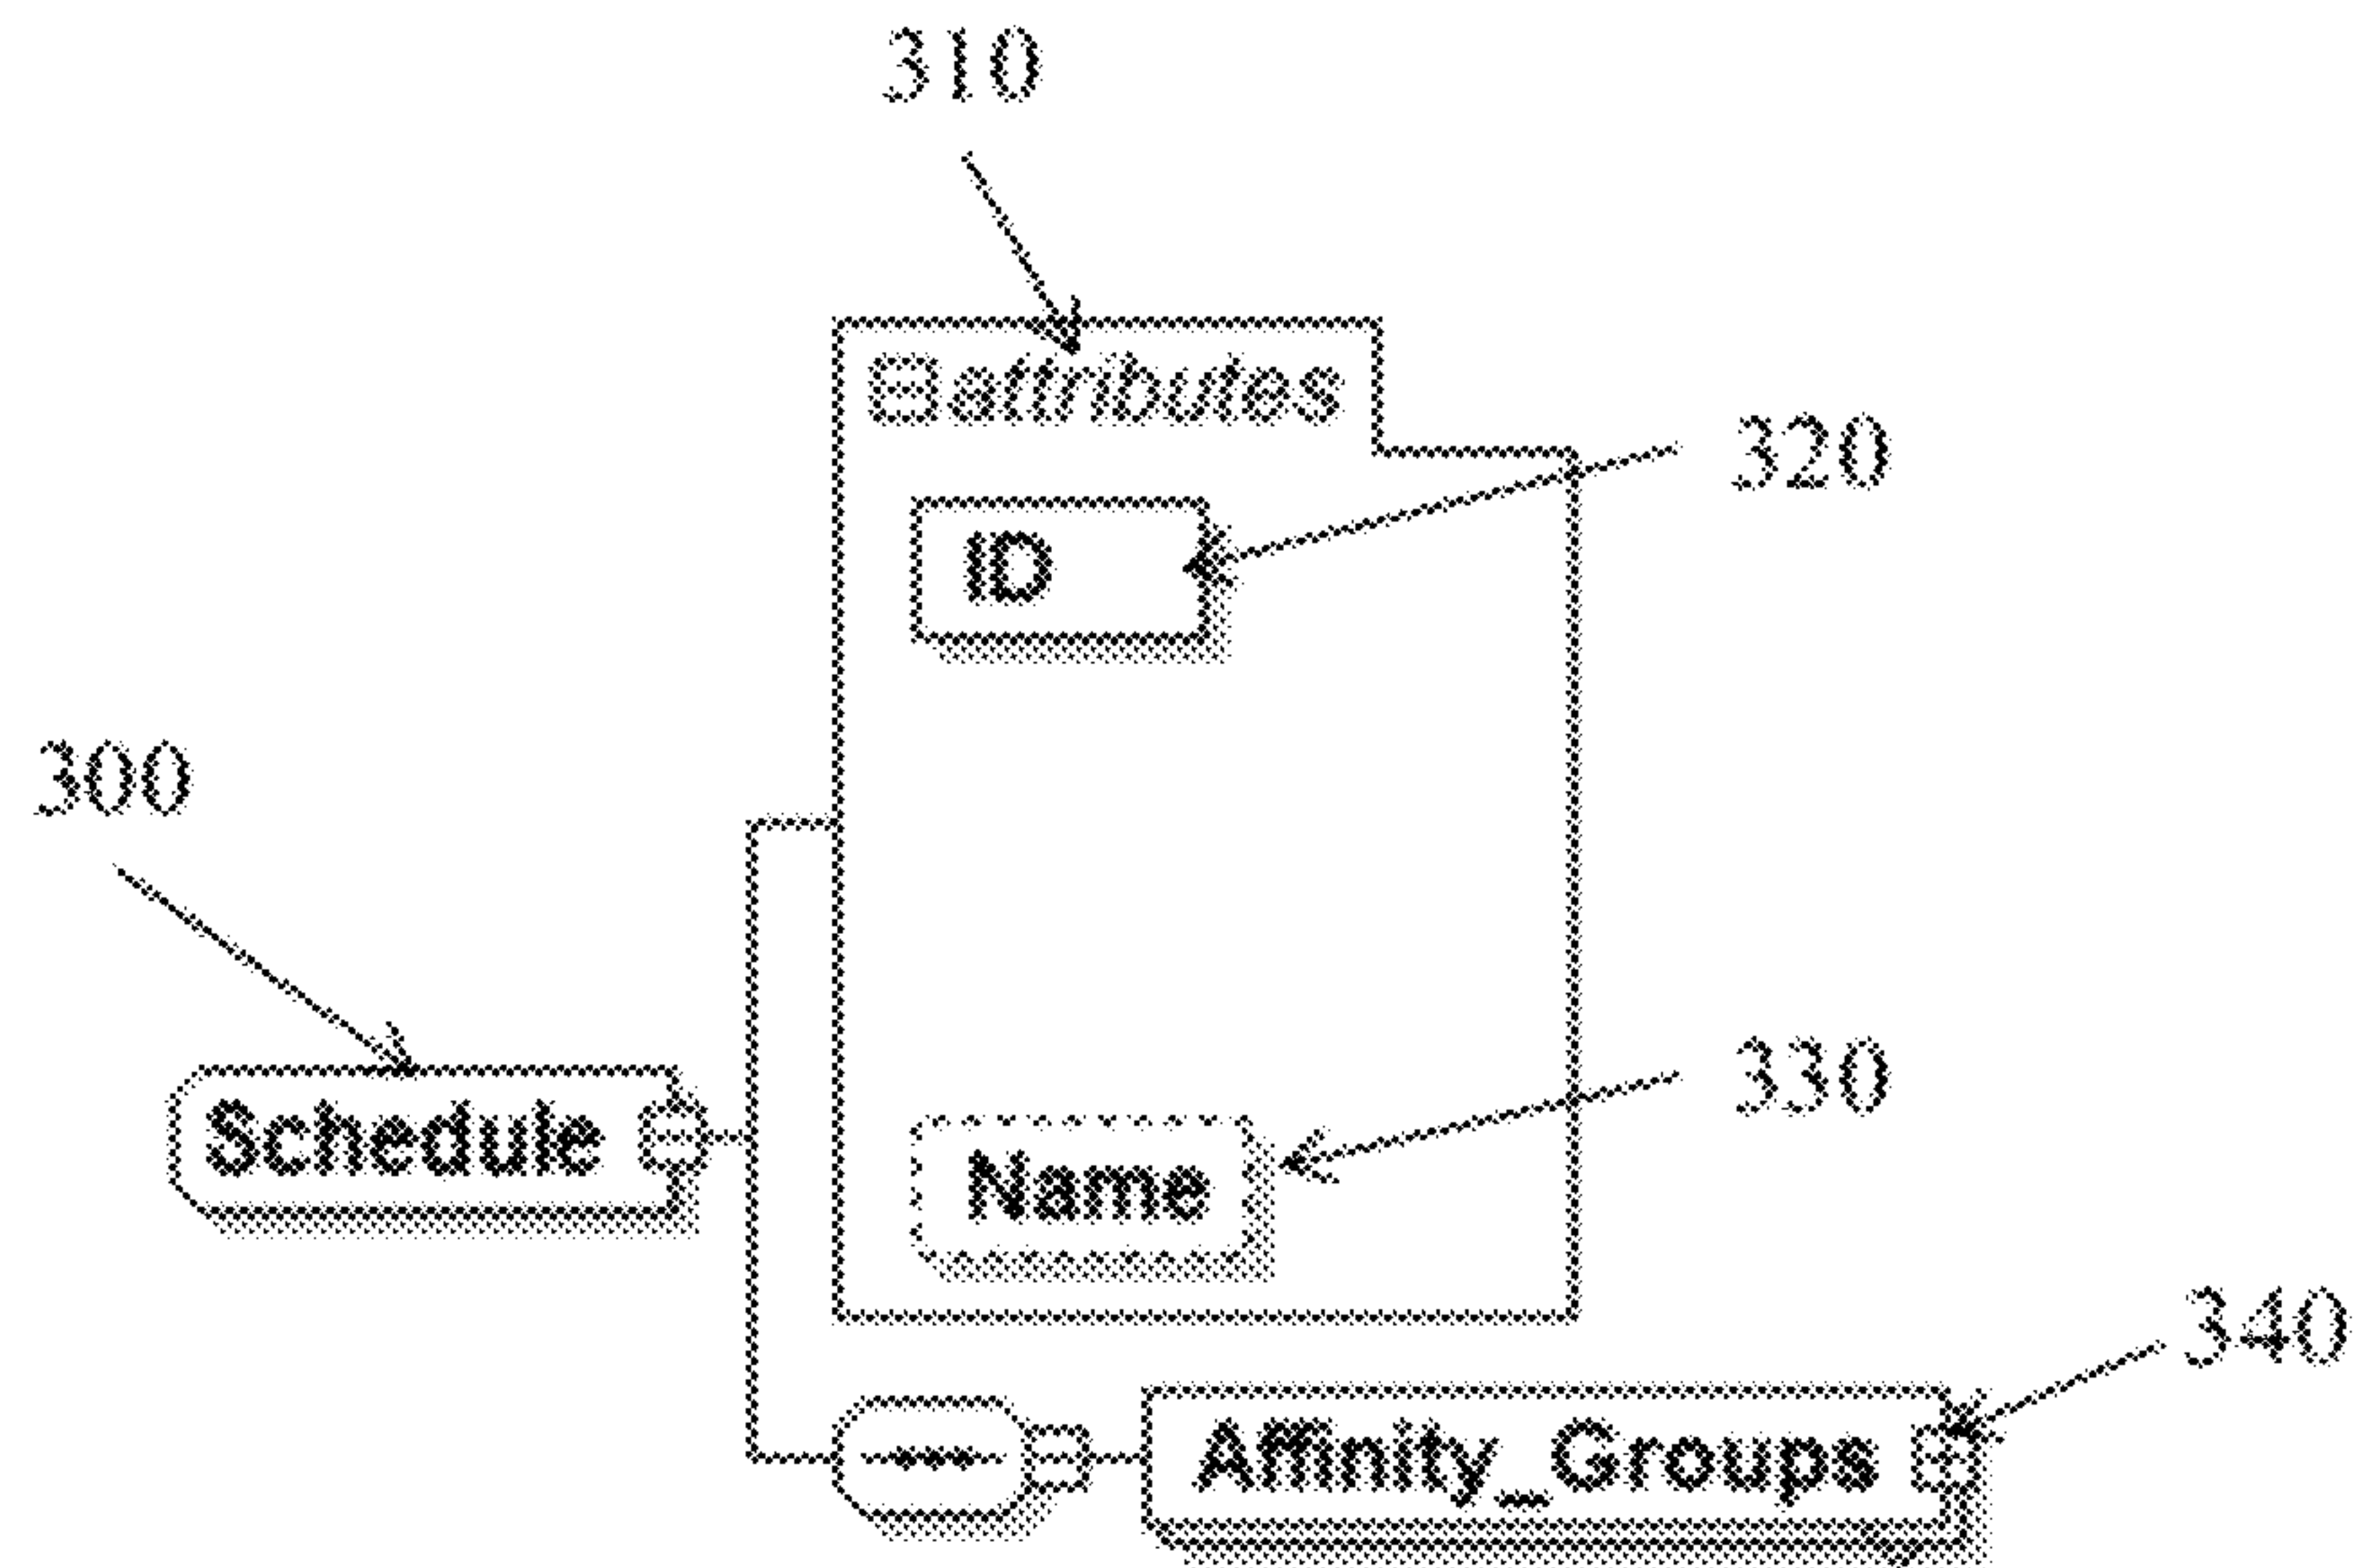 310
attributes
320
ID
300
330
Schedule
Name
340
Affinity_Groups